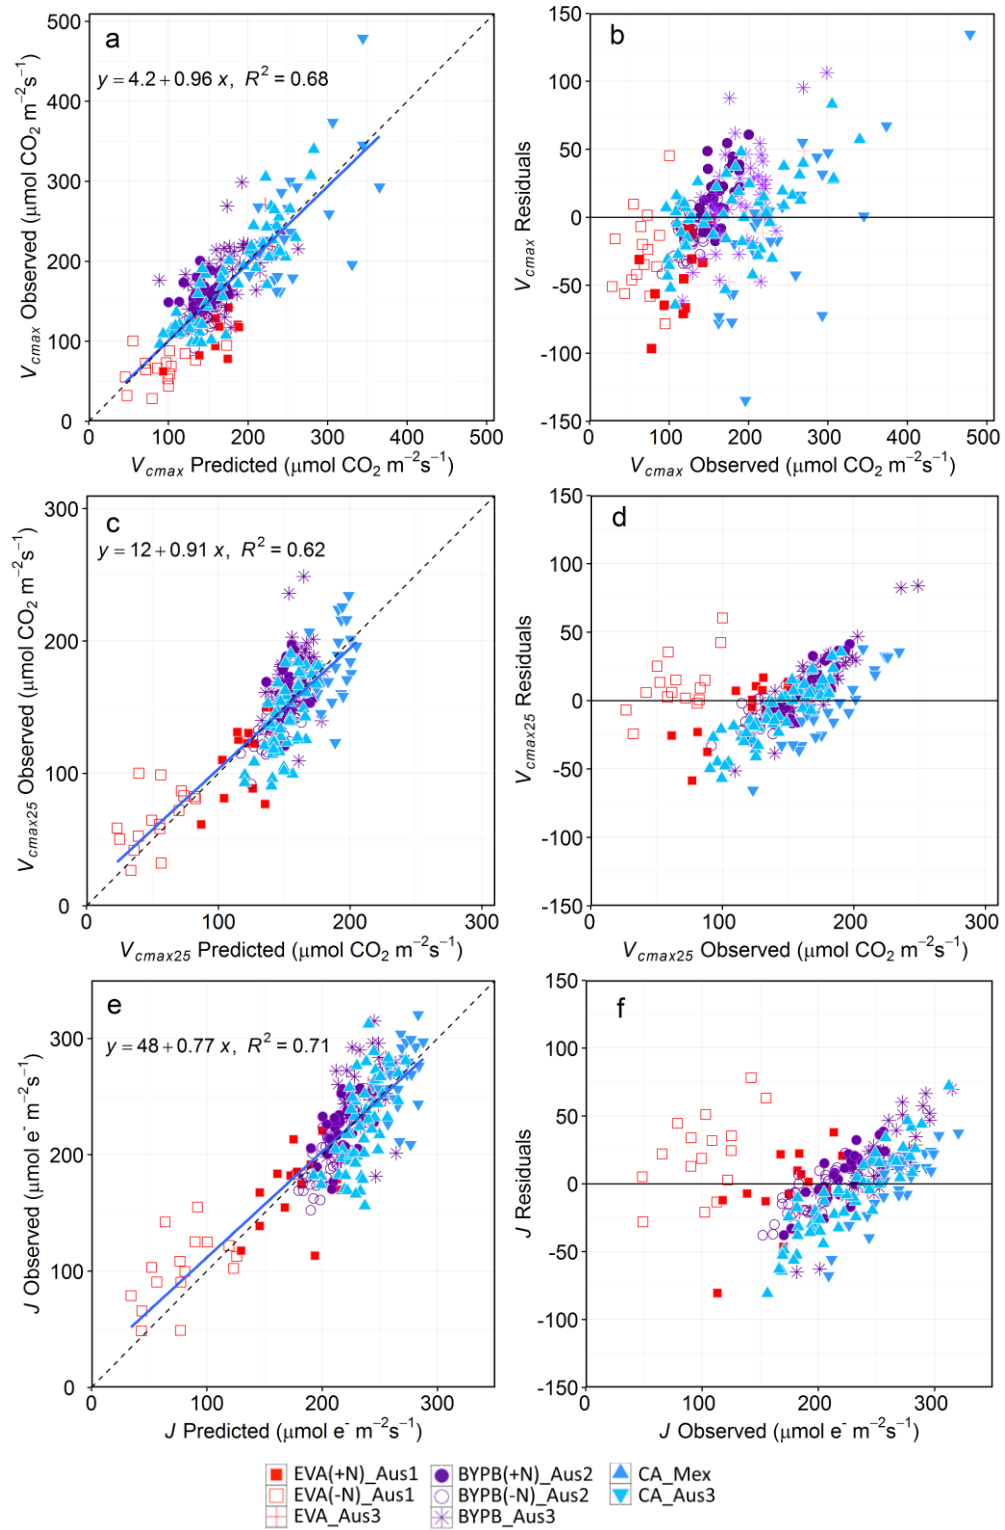 a
y = 4.2 + 0.96 x, R² = 0.68
500
400
300
200
100
0
0 100 200 300 400 500
Vcmax Observed (μmol CO₂ m⁻²s⁻¹)
Vcmax Predicted (μmol CO₂ m⁻²s⁻¹)
b
150
100
50
0
-50
-100
-150
0 100 200 300 400 500
Vcmax Residuals
Vcmax Observed (μmol CO₂ m⁻²s⁻¹)
c
y = 12 + 0.91 x, R² = 0.62
300
200
100
0
0 100 200 300
Vcmax25 Observed (μmol CO₂ m⁻²s⁻¹)
Vcmax25 Predicted (μmol CO₂ m⁻²s⁻¹)
d
150
100
50
0
-50
-100
-150
0 100 200 300
Vcmax25 Residuals
Vcmax25 Observed (μmol CO₂ m⁻²s⁻¹)
e
y = 48 + 0.77 x, R² = 0.71
300
200
100
0
0 100 200 300
J Observed (μmol e⁻ m⁻²s⁻¹)
J Predicted (μmol e⁻ m⁻²s⁻¹)
f
150
100
50
0
-50
-100
-150
0 100 200 300
J Residuals
J Observed (μmol e⁻ m⁻²s⁻¹)
EVA(+N)_Aus1 BYPB(+N)_Aus2 CA_Mex
EVA(-N)_Aus1 BYPB(-N)_Aus2 CA_Aus3
EVA_Aus3 BYPB_Aus3